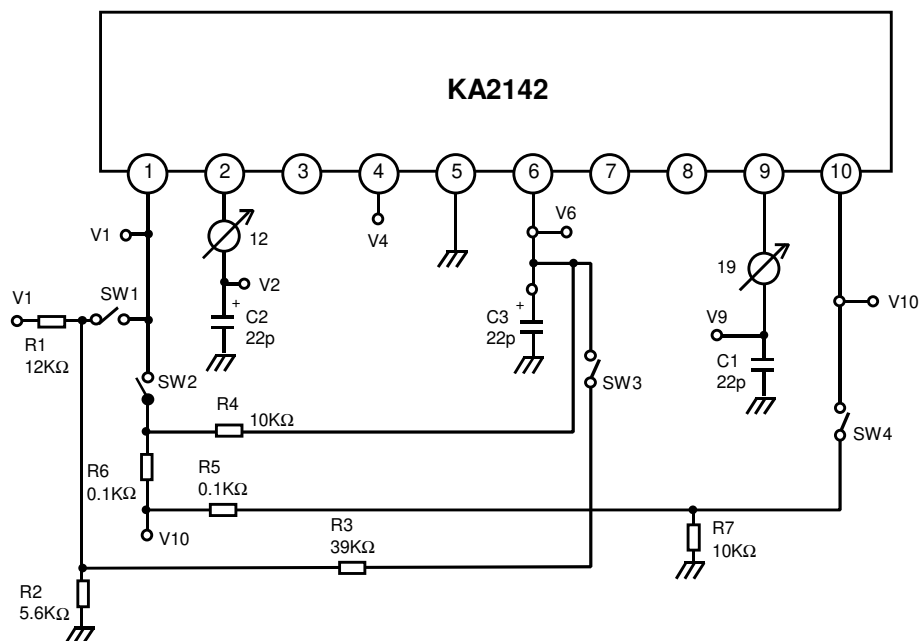 KA2142
1 2 3 4 5 6 7 8 9 10
V1
12
V4
V6
V2
+
C2
22p
+
C3
22p
19
V9
C1
22p
V10
V1
SW1
R1
12KΩ
SW2
SW3
SW4
R4
10KΩ
R6
0.1KΩ
R5
0.1KΩ
V10
R3
39KΩ
R7
10KΩ
R2
5.6KΩ